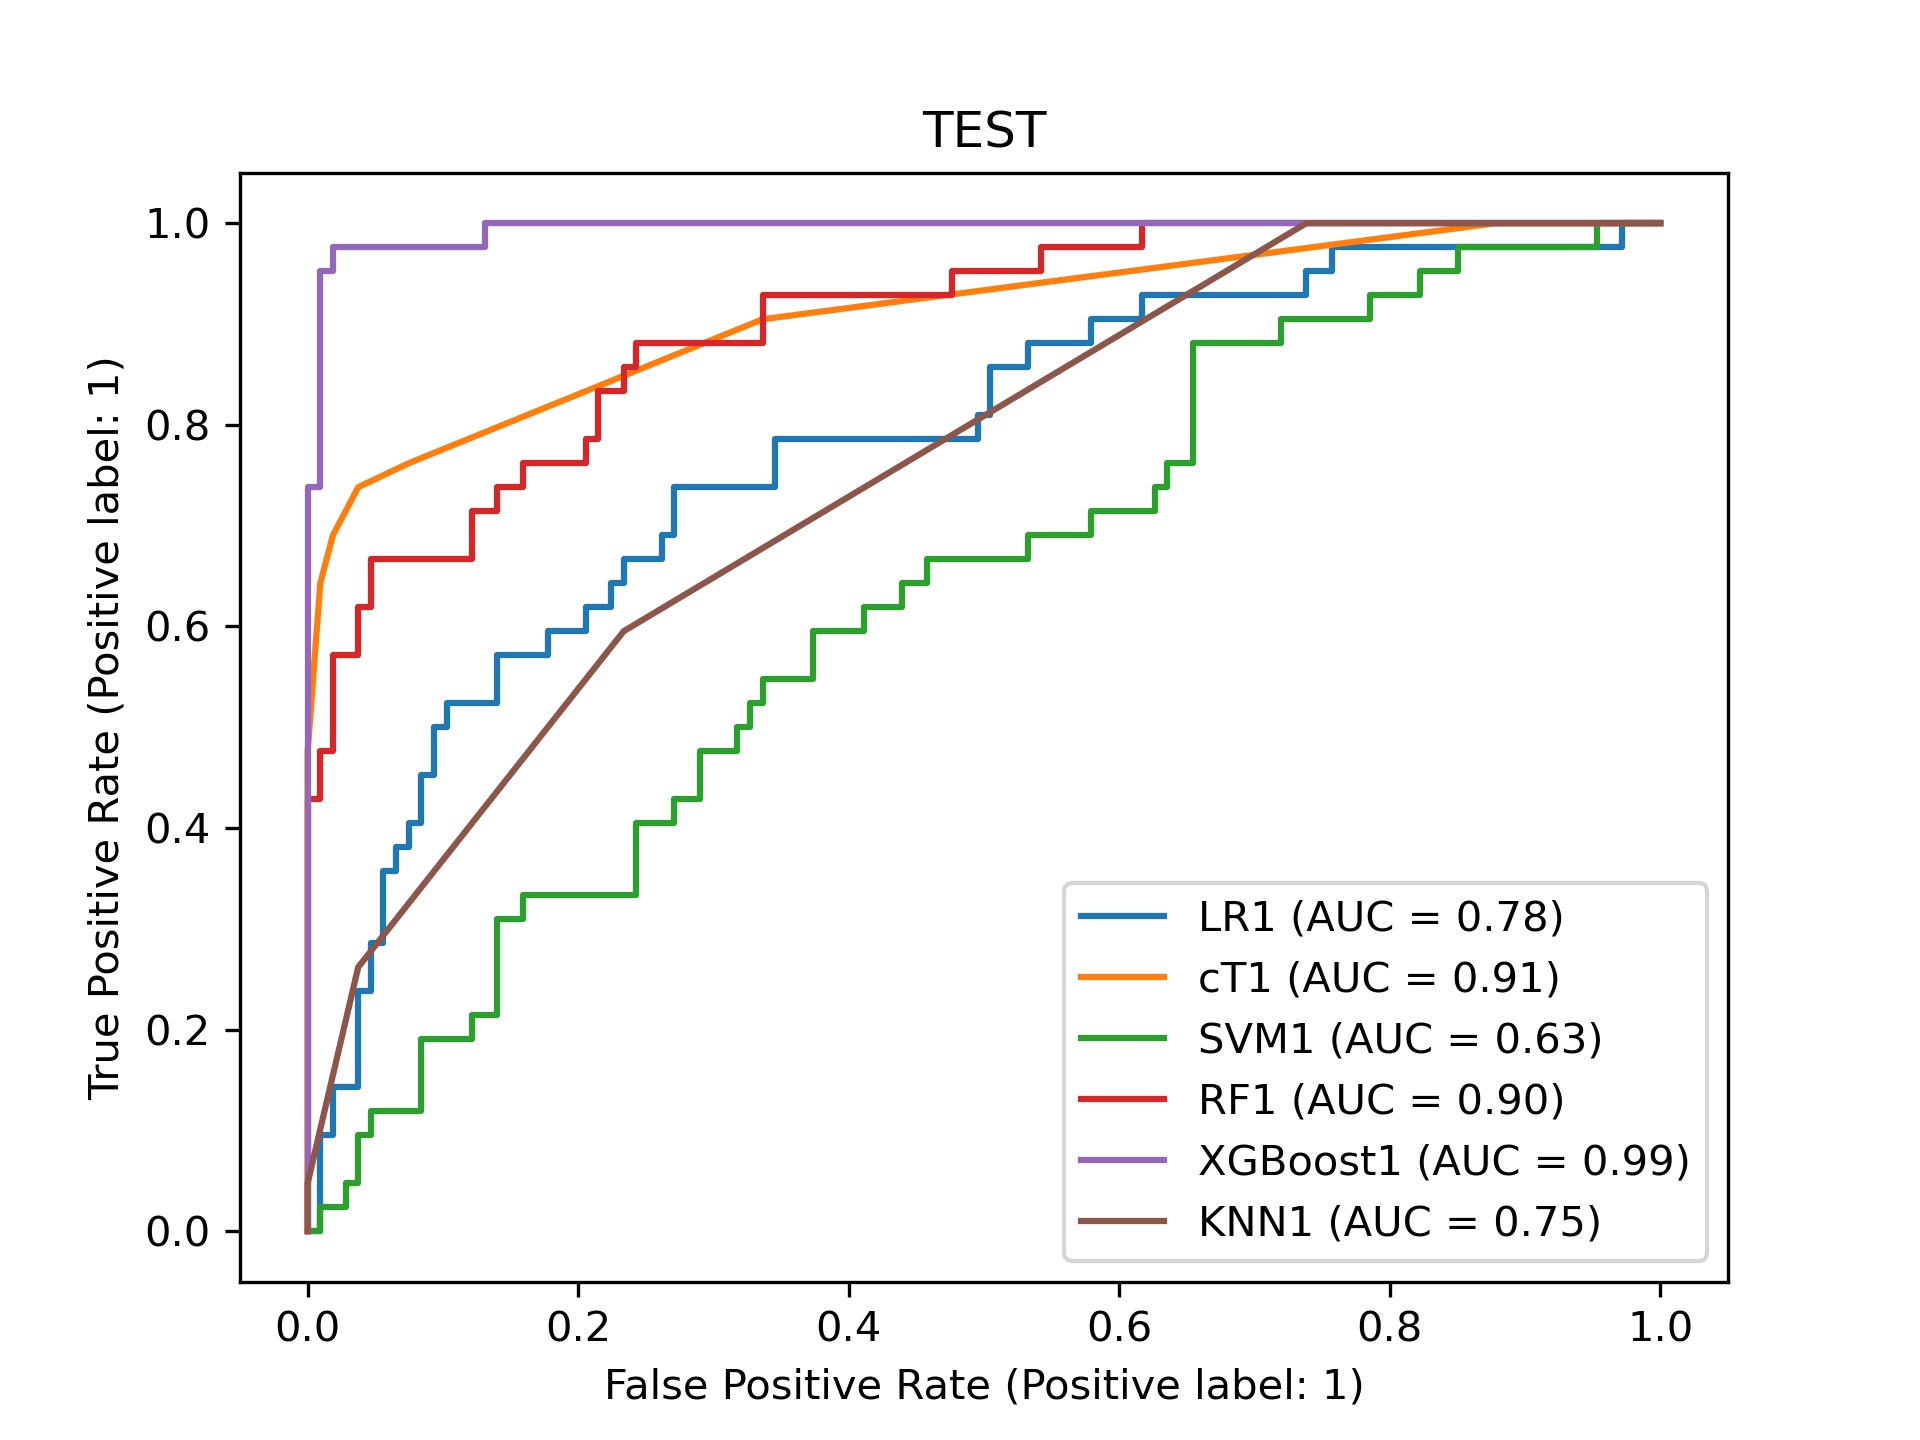 TEST
True Positive Rate (Positive label: 1)
1.0
0.8
0.6
0.4
0.2
0.0
LR1 (AUC = 0.78)
cT1 (AUC = 0.91)
SVM1 (AUC = 0.63)
RF1 (AUC = 0.90)
XGBoost1 (AUC = 0.99)
KNN1 (AUC = 0.75)
0.0 0.2 0.4 0.6 0.8 1.0
False Positive Rate (Positive label: 1)